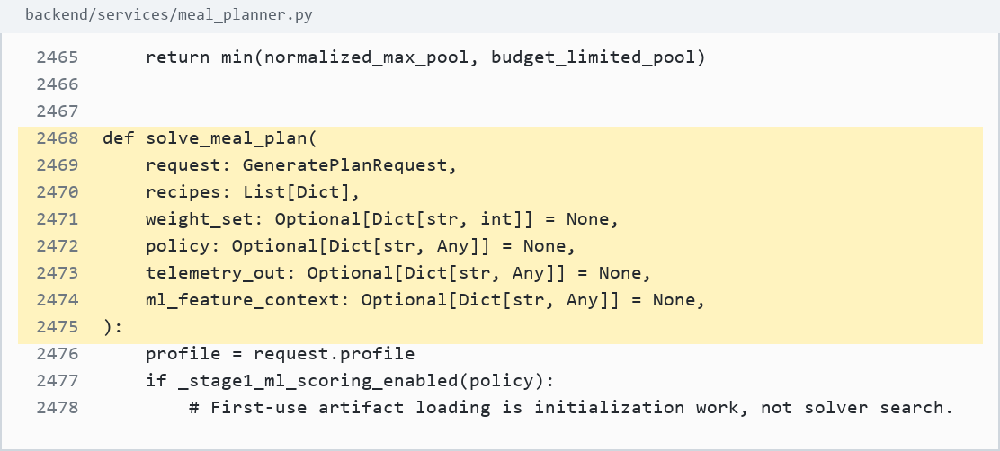 backend/services/meal_planner.py
2465        return min(normalized_max_pool, budget_limited_pool)
2466
2467
2468    def solve_meal_plan(
2469        request: GeneratePlanRequest,
2470        recipes: List[Dict],
2471        weight_set: Optional[Dict[str, int]] = None,
2472        policy: Optional[Dict[str, Any]] = None,
2473        telemetry_out: Optional[Dict[str, Any]] = None,
2474        ml_feature_context: Optional[Dict[str, Any]] = None,
2475    ):
2476        profile = request.profile
2477        if _stage1_ml_scoring_enabled(policy):
2478            # First-use artifact loading is initialization work, not solver search.